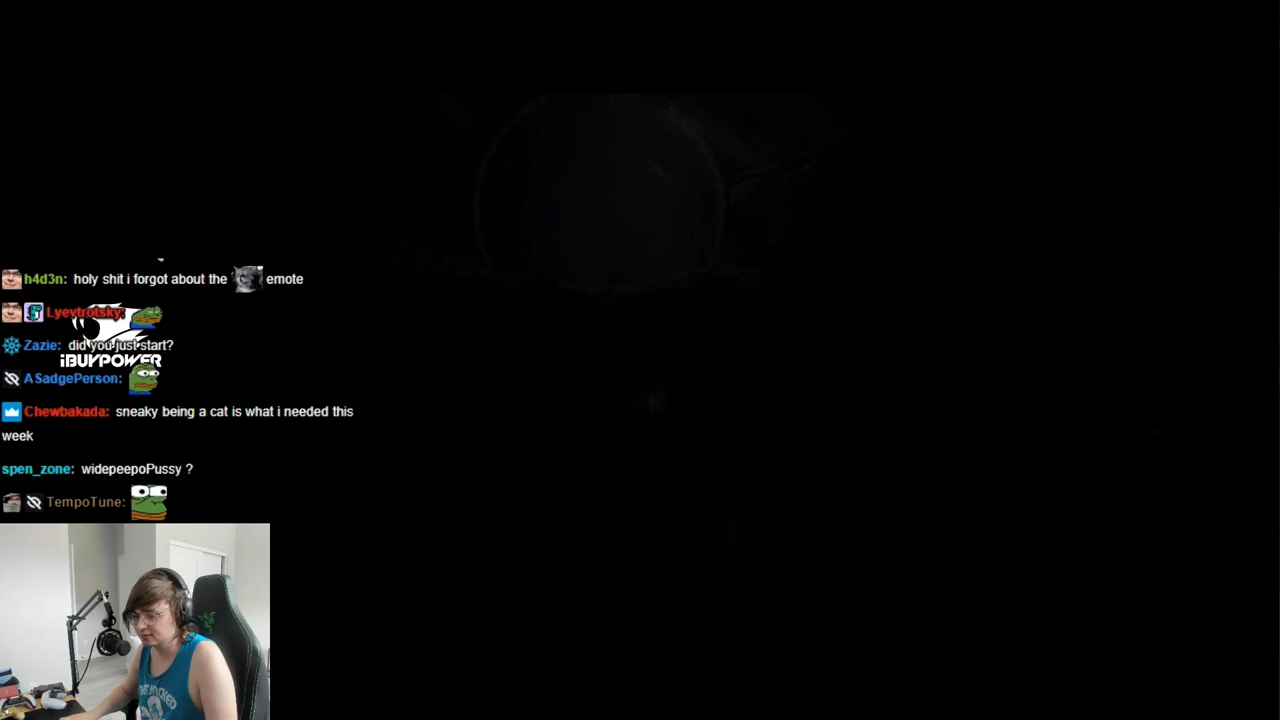 h4d3n: holy shit i forgot about the emote
Lyevtrotsky:
Zazie: did you just start?
iBUYPOWER
ASadgePerson:
Chewbakada: sneaky being a cat is what i needed this
week
spen_zone: widepeepoPussy ?
TempoTune: